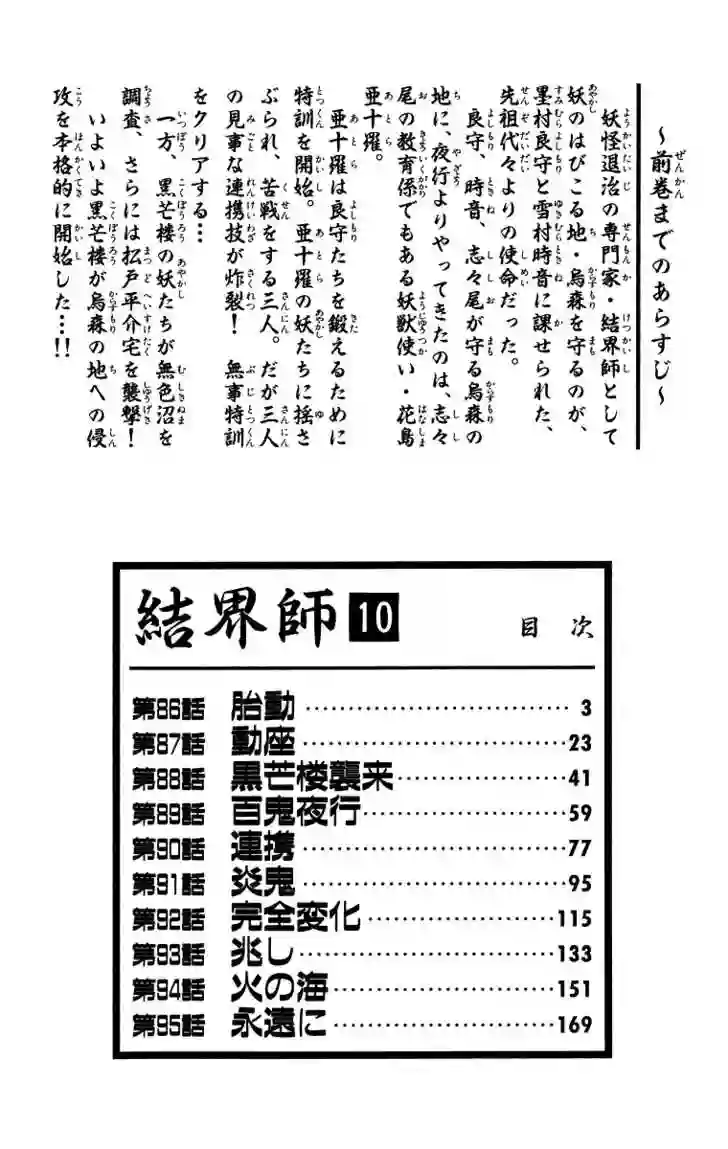 ～前巻までのあらすじ～
妖怪退治の専門家・結界師として
妖のはびこる地・烏森を守るのが、
墨村良守と雪村時音に課せられた、
先祖代々よりの使命だった。
良守、時音、志々尾が守る烏森の
地に、夜行よりやってきたのは、志々
尾の教育係でもある妖獣使い・花島
亜十羅。
亜十羅は良守たちを鍛えるために
特訓を開始。亜十羅の妖たちに揺さ
ぶられ、苦戦をする三人。だが三人
の見事な連携技が炸裂！ 無事特訓
をクリアする…
一方、黒芒楼の妖たちが無色沼を
調査、さらには松戸平介宅を襲撃！
いよいよ黒芒楼が烏森の地への侵
攻を本格的に開始した…!!
結界師 10 目次
第86話 胎動 …… 3
第87話 動座 …… 23
第88話 黒芒楼襲来 …… 41
第89話 百鬼夜行 …… 59
第90話 連携 …… 77
第91話 炎鬼 …… 95
第92話 完全変化 …… 115
第93話 兆し …… 133
第94話 火の海 …… 151
第95話 永遠に …… 169